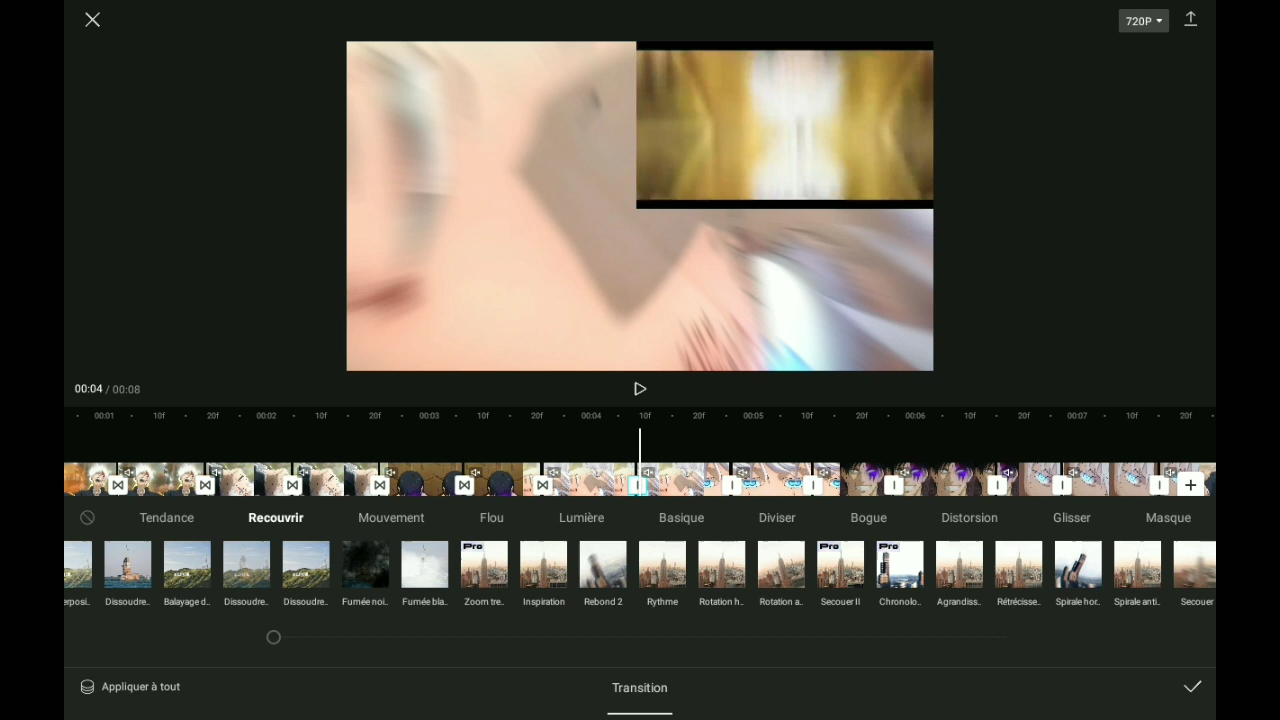 720P
00:04 / 00:08
00:01 10f 20f 00:02 10f 20f 00:03 10f 20f 00:04 10f 20f 00:05 10f 20f 00:06 10f 20f 00:07 10f 20f
Tendance Recouvrir Mouvement Flou Lumière Basique Diviser Bogue Distorsion Glisser Masque
Pro Pro Pro
erposi.. Dissoudre.. Balayage d.. Dissoudre.. Dissoudre.. Fumée noi.. Fumée bla.. Zoom tre.. Inspiration Rebond 2 Rythme Rotation h.. Rotation a.. Secouer II Chronolo.. Agrandiss.. Rétrécisse.. Spirale hor.. Spirale anti.. Secouer
Appliquer à tout Transition